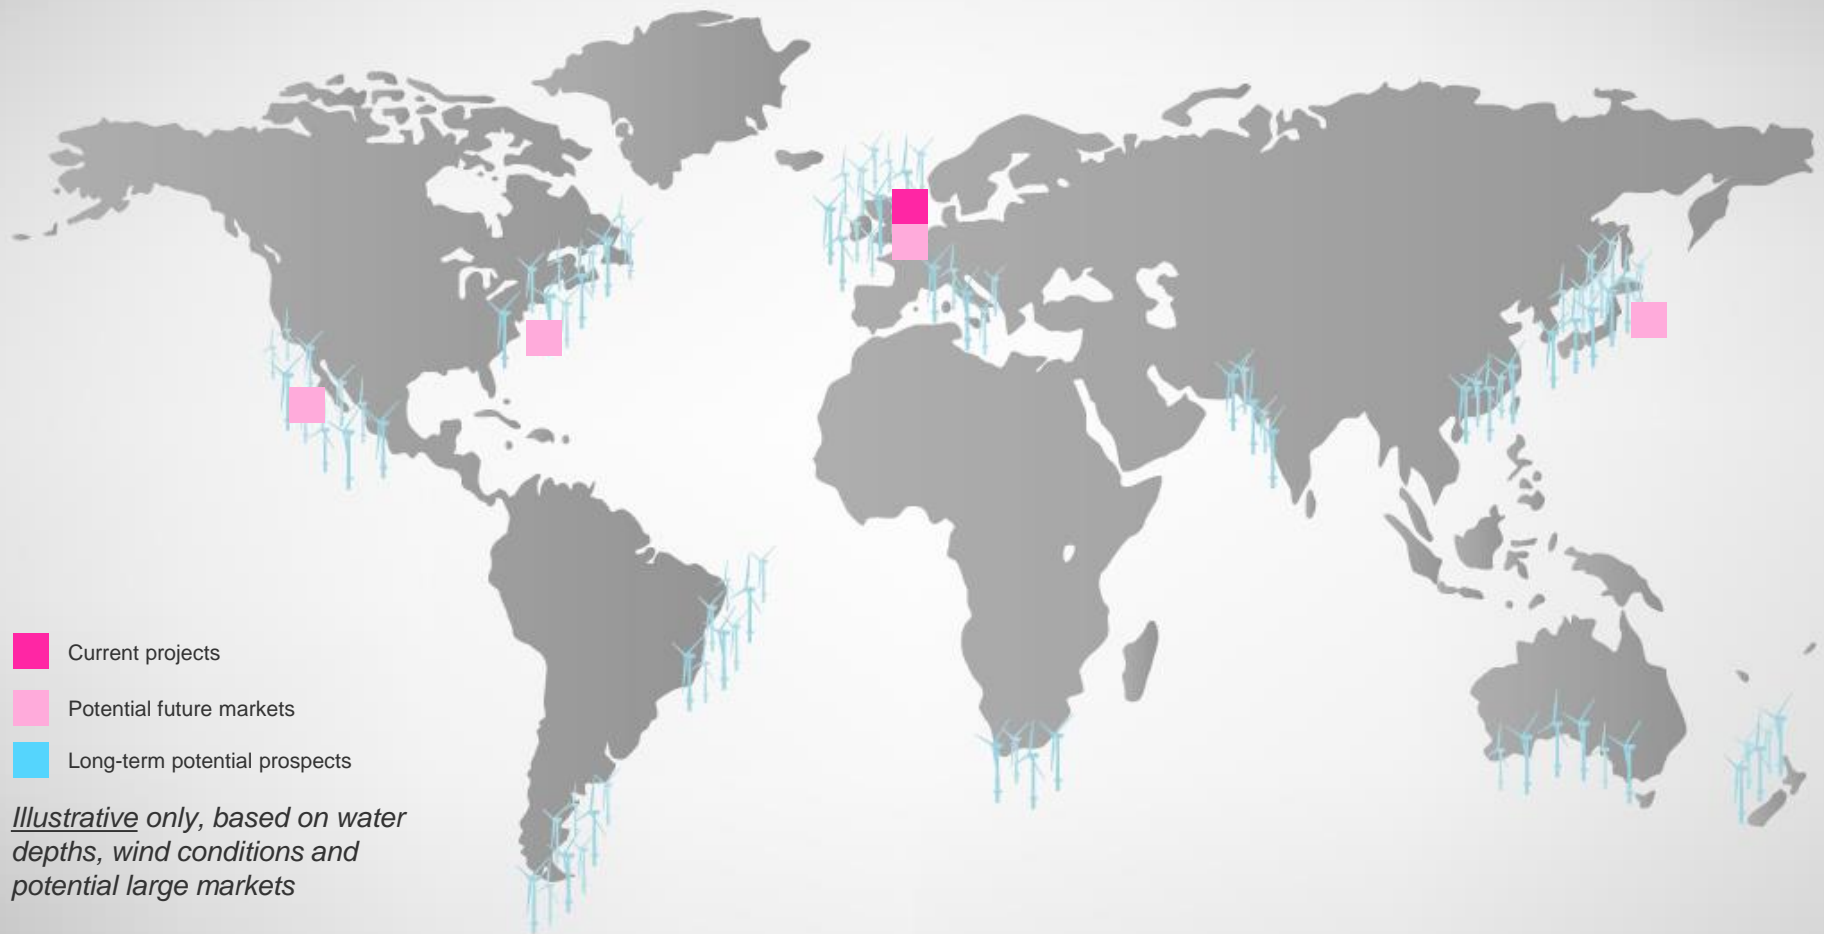 Current projects
Potential future markets
Long-term potential prospects
Illustrative only, based on water
depths, wind conditions and
potential large markets